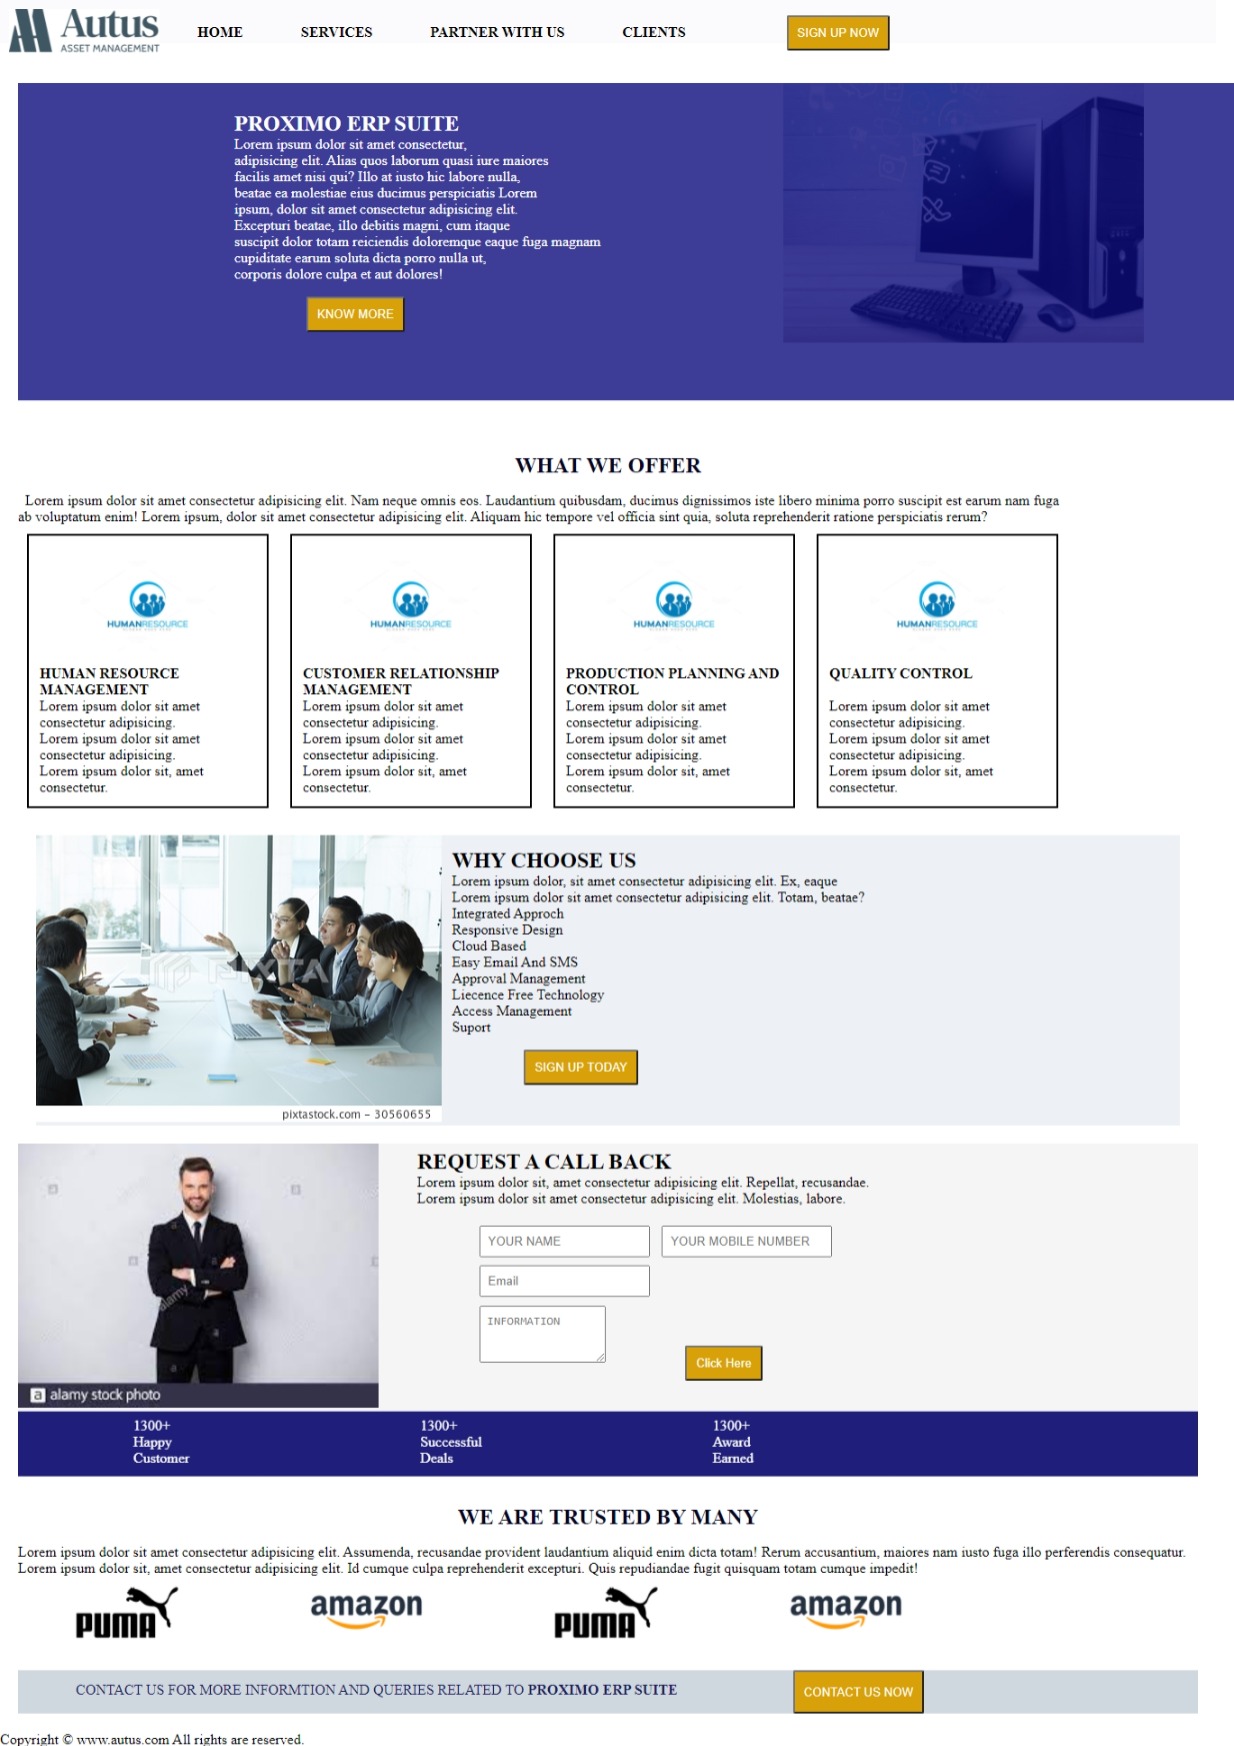 Autus
ASSET MANAGEMENT
HOME
SERVICES
PARTNER WITH US
CLIENTS
SIGN UP NOW
PROXIMO ERP SUITE
Lorem ipsum dolor sit amet consectetur,
adipisicing elit. Alias quos laborum quasi iure maiores
facilis amet nisi qui? Illo at iusto hic labore nulla,
beatae ea molestiae eius ducimus perspiciatis Lorem
ipsum, dolor sit amet consectetur adipisicing elit.
Excepturi beatae, illo debitis magni, cum itaque
suscipit dolor totam reiciendis doloremque eaque fuga magnam
cupiditate earum soluta dicta porro nulla ut,
corporis dolore culpa et aut dolores!
KNOW MORE
WHAT WE OFFER
Lorem ipsum dolor sit amet consectetur adipisicing elit. Nam neque omnis eos. Laudantium quibusdam, ducimus dignissimos iste libero minima porro suscipit est earum nam fuga
ab voluptatum enim! Lorem ipsum, dolor sit amet consectetur adipisicing elit. Aliquam hic tempore vel officia sint quia, soluta reprehenderit ratione perspiciatis rerum?
HUMANRESOURCE
HUMAN RESOURCE
MANAGEMENT
Lorem ipsum dolor sit amet
consectetur adipisicing.
Lorem ipsum dolor sit amet
consectetur adipisicing.
Lorem ipsum dolor sit, amet
consectetur.
HUMANRESOURCE
CUSTOMER RELATIONSHIP
MANAGEMENT
Lorem ipsum dolor sit amet
consectetur adipisicing.
Lorem ipsum dolor sit amet
consectetur adipisicing.
Lorem ipsum dolor sit, amet
consectetur.
HUMANRESOURCE
PRODUCTION PLANNING AND
CONTROL
Lorem ipsum dolor sit amet
consectetur adipisicing.
Lorem ipsum dolor sit amet
consectetur adipisicing.
Lorem ipsum dolor sit, amet
consectetur.
HUMANRESOURCE
QUALITY CONTROL
Lorem ipsum dolor sit amet
consectetur adipisicing.
Lorem ipsum dolor sit amet
consectetur adipisicing.
Lorem ipsum dolor sit, amet
consectetur.
PIXTA
pixtastock.com - 30560655
WHY CHOOSE US
Lorem ipsum dolor, sit amet consectetur adipisicing elit. Ex, eaque
Lorem ipsum dolor sit amet consectetur adipisicing elit. Totam, beatae?
Integrated Approch
Responsive Design
Cloud Based
Easy Email And SMS
Approval Management
Liecence Free Technology
Access Management
Suport
SIGN UP TODAY
alamy
a alamy stock photo
REQUEST A CALL BACK
Lorem ipsum dolor sit, amet consectetur adipisicing elit. Repellat, recusandae.
Lorem ipsum dolor sit amet consectetur adipisicing elit. Molestias, labore.
YOUR NAME
YOUR MOBILE NUMBER
Email
INFORMATION
Click Here
1300+
Happy
Customer
1300+
Successful
Deals
1300+
Award
Earned
WE ARE TRUSTED BY MANY
Lorem ipsum dolor sit amet consectetur adipisicing elit. Assumenda, recusandae provident laudantium aliquid enim dicta totam! Rerum accusantium, maiores nam iusto fuga illo perferendis consequatur.
Lorem ipsum dolor sit, amet consectetur adipisicing elit. Id cumque culpa reprehenderit excepturi. Quis repudiandae fugit quisquam totam cumque impedit!
PUMA
amazon
PUMA
amazon
CONTACT US FOR MORE INFORMTION AND QUERIES RELATED TO PROXIMO ERP SUITE
CONTACT US NOW
Copyright © www.autus.com All rights are reserved.